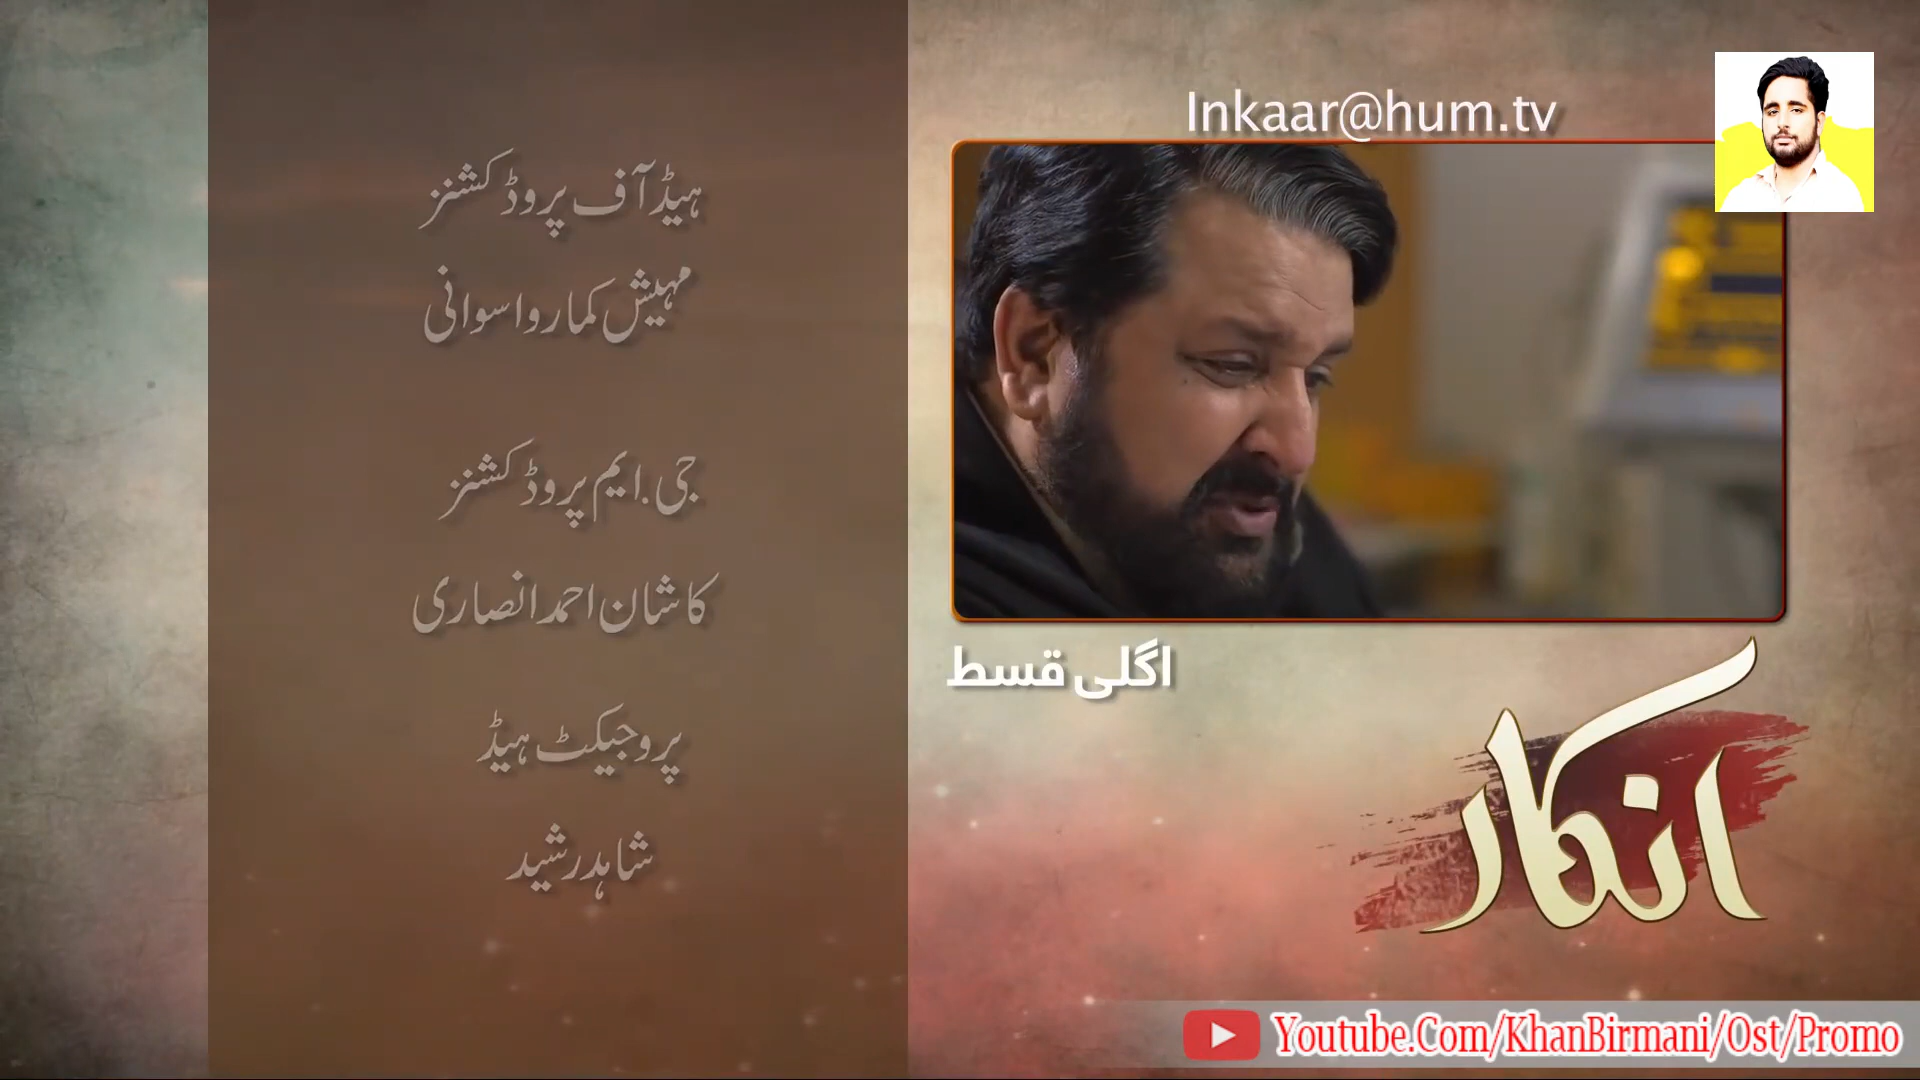 ہیڈ آف پروڈکشنز
مہیش کمار واسوانی
جی.ایم پروڈکشنز
کاشان احمد انصاری
پروجیکٹ ہیڈ
شاہد رشید
Inkaar@hum.tv
اگلی قسط
انکار
Youtube.Com/KhanBirmani/Ost/Promo